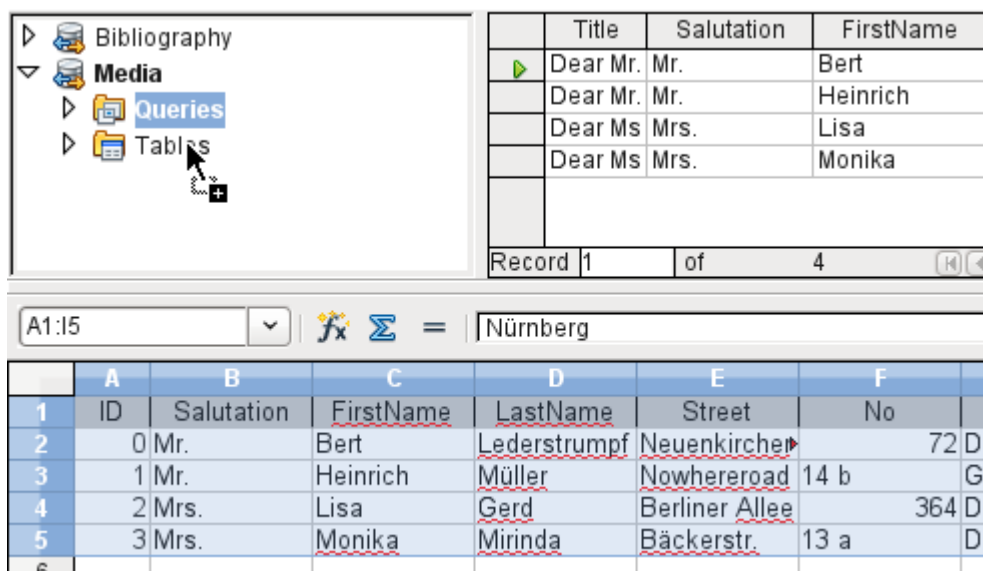 Bibliography
Media
Queries
Tables
Title Salutation FirstName
Dear Mr. Mr. Bert
Dear Mr. Mr. Heinrich
Dear Ms Mrs. Lisa
Dear Ms Mrs. Monika
Record 1 of 4
A1:I5 fx Σ = Nürnberg
A B C D E F
1 ID Salutation FirstName LastName Street No
2 0 Mr. Bert Lederstrumpf Neuenkirchen 72 D
3 1 Mr. Heinrich Müller Nowhereroad 14 b G
4 2 Mrs. Lisa Gerd Berliner Allee 364 D
5 3 Mrs. Monika Mirinda Bäckerstr. 13 a D
6